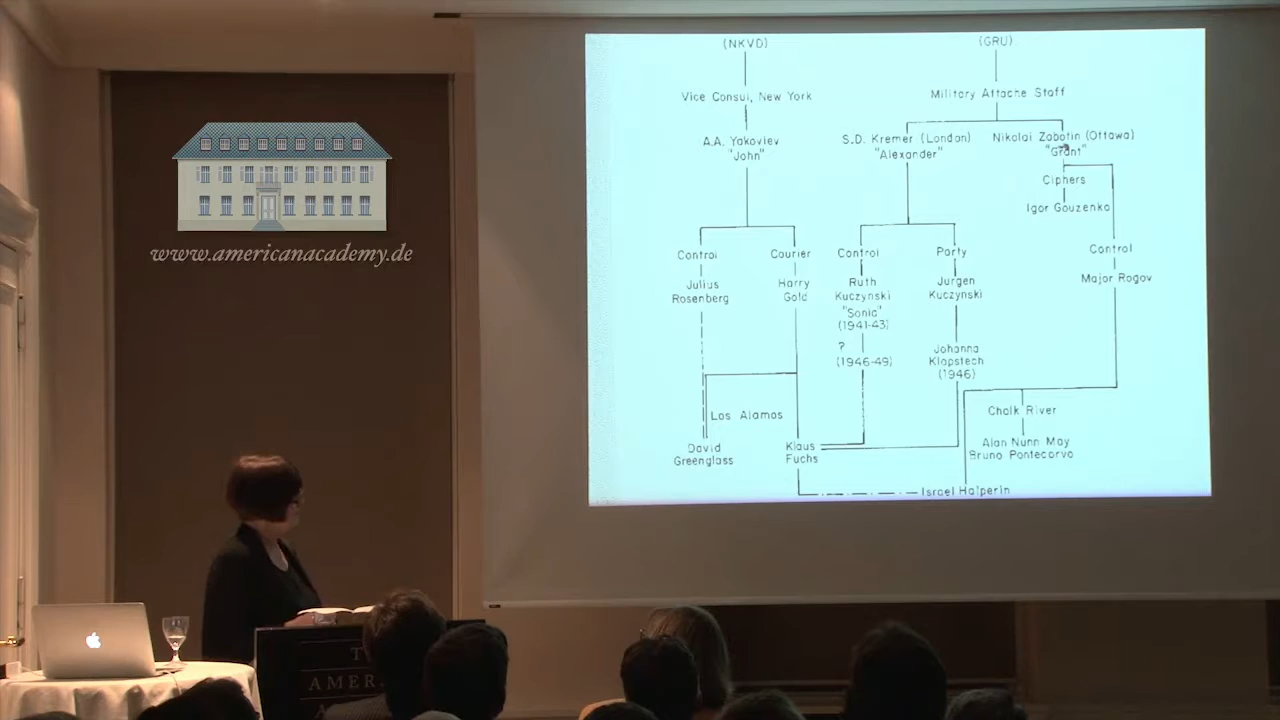 www.americanacademy.de
(NKVD)
(GRU)
Vice Consul, New York
Military Attache Staff
A.A. Yakovlev
"John"
S.D. Kremer (London)
"Alexander"
Nikolai Zabotin (Ottawa)
"Grant"
Ciphers
Igor Gouzenko
Control
Courier
Control
Party
Control
Julius
Rosenberg
Harry
Gold
Ruth
Kuczynski
"Sonia"
(1941-43)
Jurgen
Kuczynski
Major Rogov
?
(1946-49)
Johanna
Klopstech
(1946)
Los Alamos
Chalk River
David
Greenglass
Klaus
Fuchs
Alan Nunn May
Bruno Pontecorvo
Israel Halperin
AMER